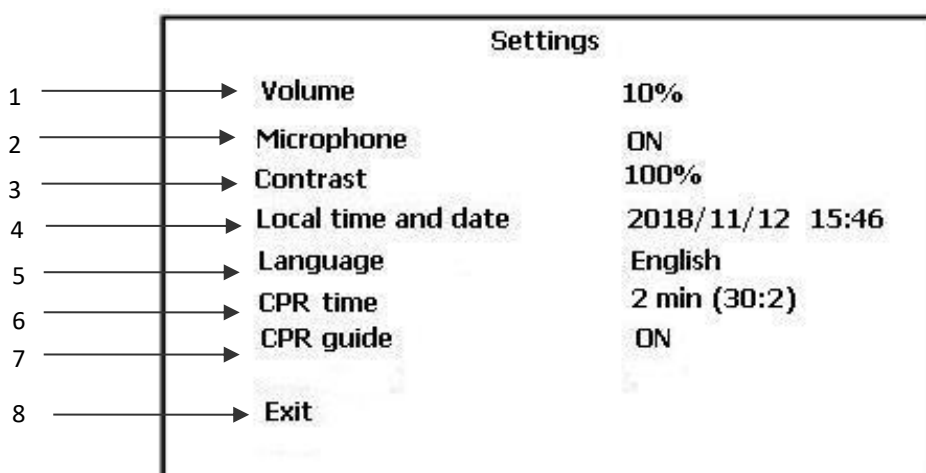 Settings
1 Volume 10%
2 Microphone ON
3 Contrast 100%
4 Local time and date 2018/11/12 15:46
5 Language English
6 CPR time 2 min (30:2)
7 CPR guide ON
8 Exit